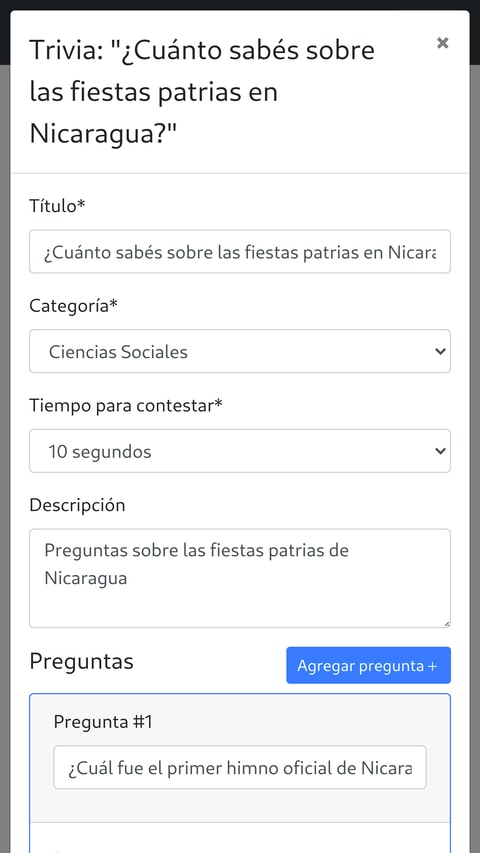 Trivia: "¿Cuánto sabés sobre
las fiestas patrias en
Nicaragua?"
×
Título*
¿Cuánto sabés sobre las fiestas patrias en
Categoría*
Ciencias Sociales
Tiempo para contestar*
10 segundos
Descripción
Preguntas sobre las fiestas patrias de
Nicaragua
Preguntas
Agregar pregunta +
Pregunta #1
¿Cuál fue el primer himno oficial de